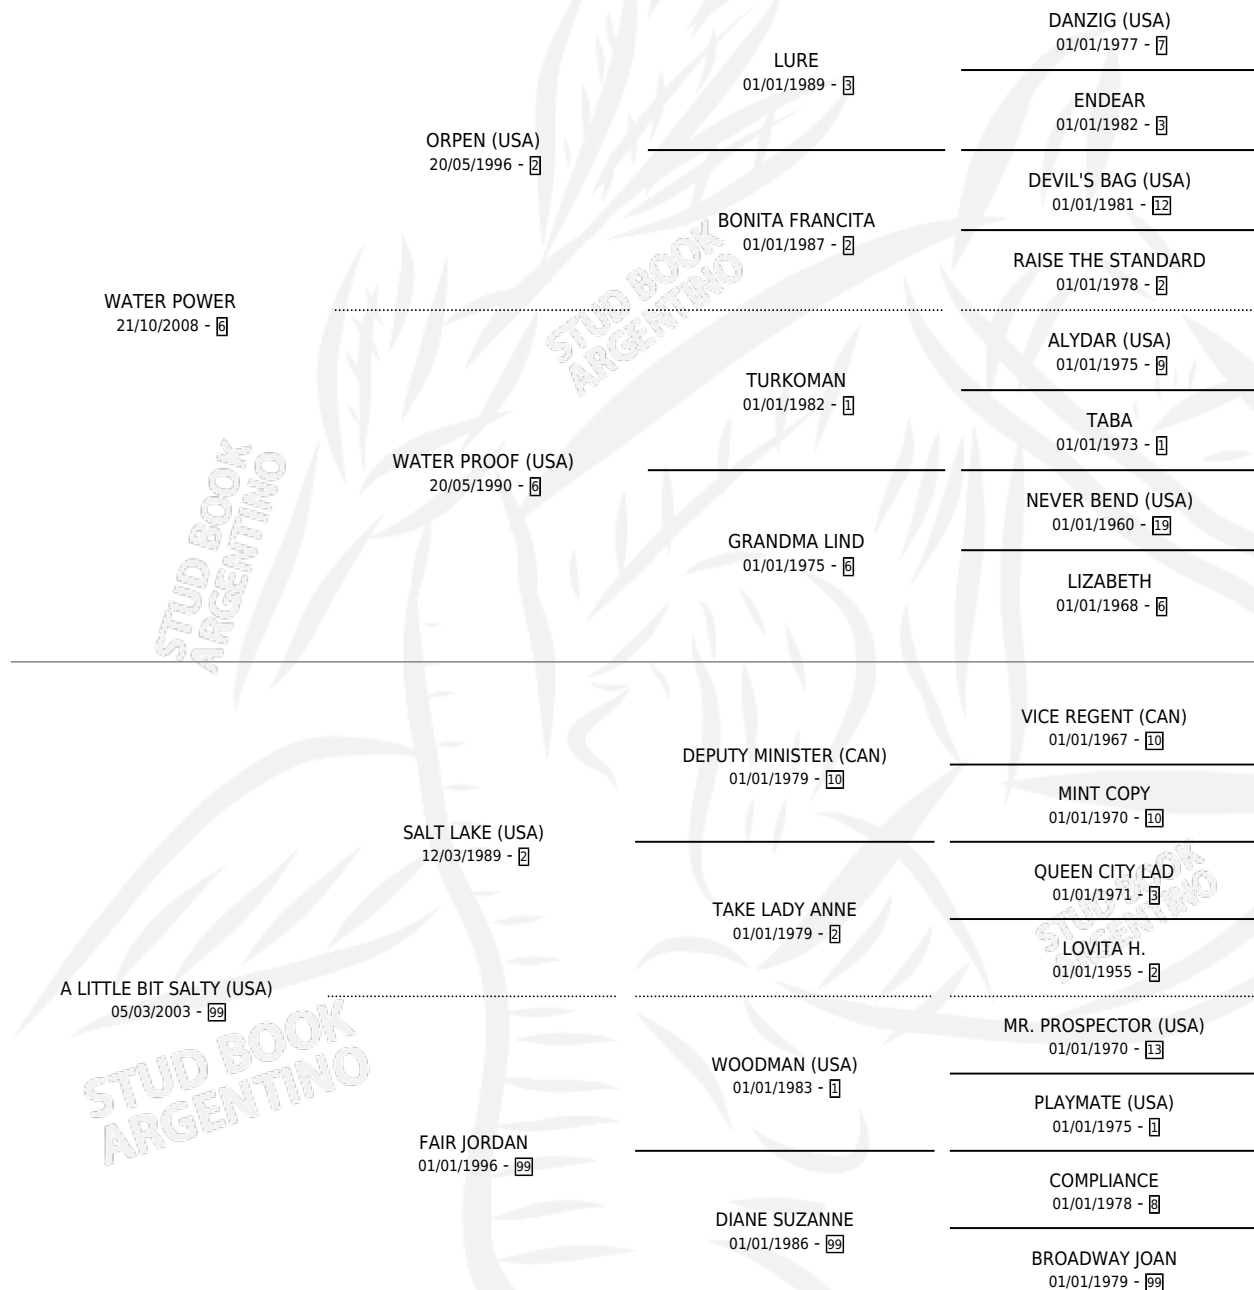 DANZIG (USA)
01/01/1977 - 7
LURE
01/01/1989 - 3
ENDEAR
01/01/1982 - 3
ORPEN (USA)
20/05/1996 - 2
DEVIL'S BAG (USA)
01/01/1981 - 12
BONITA FRANCITA
01/01/1987 - 2
RAISE THE STANDARD
01/01/1978 - 2
WATER POWER
21/10/2008 - 6
ALYDAR (USA)
01/01/1975 - 9
TURKOMAN
01/01/1982 - 1
TABA
01/01/1973 - 1
WATER PROOF (USA)
20/05/1990 - 6
NEVER BEND (USA)
01/01/1960 - 19
GRANDMA LIND
01/01/1975 - 6
LIZABETH
01/01/1968 - 6
VICE REGENT (CAN)
01/01/1967 - 10
DEPUTY MINISTER (CAN)
01/01/1979 - 10
MINT COPY
01/01/1970 - 10
SALT LAKE (USA)
12/03/1989 - 2
QUEEN CITY LAD
01/01/1971 - 3
TAKE LADY ANNE
01/01/1979 - 2
LOVITA H.
01/01/1955 - 2
A LITTLE BIT SALTY (USA)
05/03/2003 - 99
MR. PROSPECTOR (USA)
01/01/1970 - 13
WOODMAN (USA)
01/01/1983 - 1
PLAYMATE (USA)
01/01/1975 - 1
FAIR JORDAN
01/01/1996 - 99
COMPLIANCE
01/01/1978 - 8
DIANE SUZANNE
01/01/1986 - 99
BROADWAY JOAN
01/01/1979 - 99
STUD BOOK
ARGENTINO
STUD BOOK
ARGENTINO
STUD BOOK
ARGENTINO
STUD BOOK
ARGENTINO